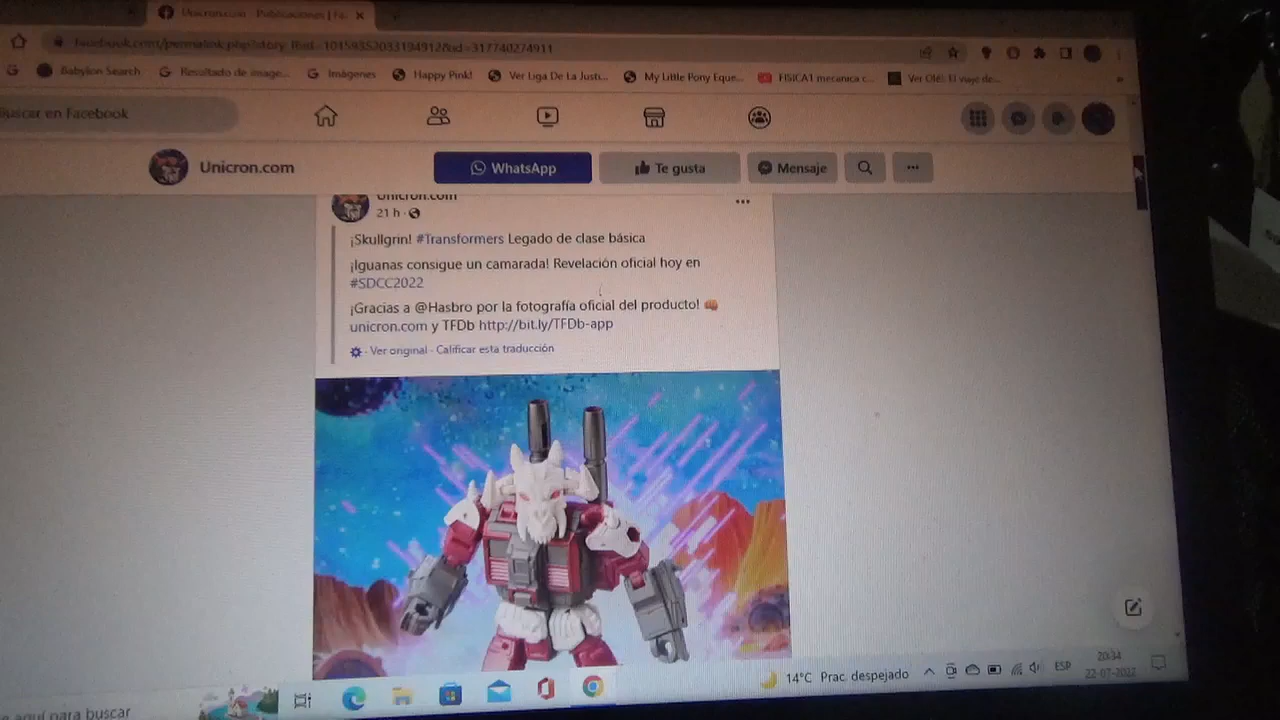 Unicron.com - Publicaciones | Fa
facebook.com/permalink.php?story_fbid=10159352033194912&id=317740274911
Babylon Search
Resultado de image...
Imágenes
Happy Pink!
Ver Liga De La Justi...
My Little Pony Eque...
FISICA1 mecanica c...
Ver Olé! El viaje de...
»
Buscar en Facebook
Unicron.com
WhatsApp
Te gusta
Mensaje
Unicron.com
21 h ·
¡Skullgrin! #Transformers Legado de clase básica
¡Iguanas consigue un camarada! Revelación oficial hoy en
#SDCC2022
¡Gracias a @Hasbro por la fotografía oficial del producto!
unicron.com y TFDb http://bit.ly/TFDb-app
· Ver original · Calificar esta traducción
aquí para buscar
14°C Prac. despejado
ESP
20:34
22-07-2022